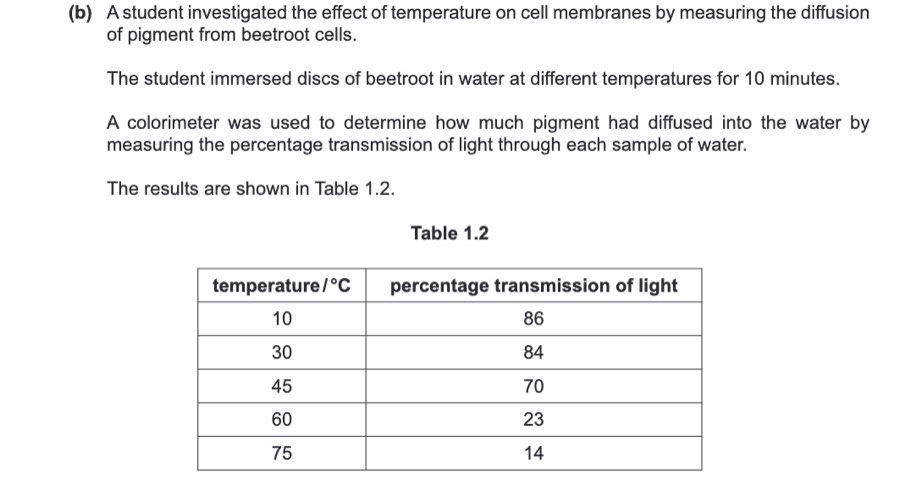 (b) A student investigated the effect of temperature on cell membranes by measuring the diffusion
of pigment from beetroot cells.
The student immersed discs of beetroot in water at different temperatures for 10 minutes.
A colorimeter was used to determine how much pigment had diffused into the water by
measuring the percentage transmission of light through each sample of water.
The results are shown in Table 1.2.
Table 1.2
temperature/°C percentage transmission of light
10 86
30 84
45 70
60 23
75 14